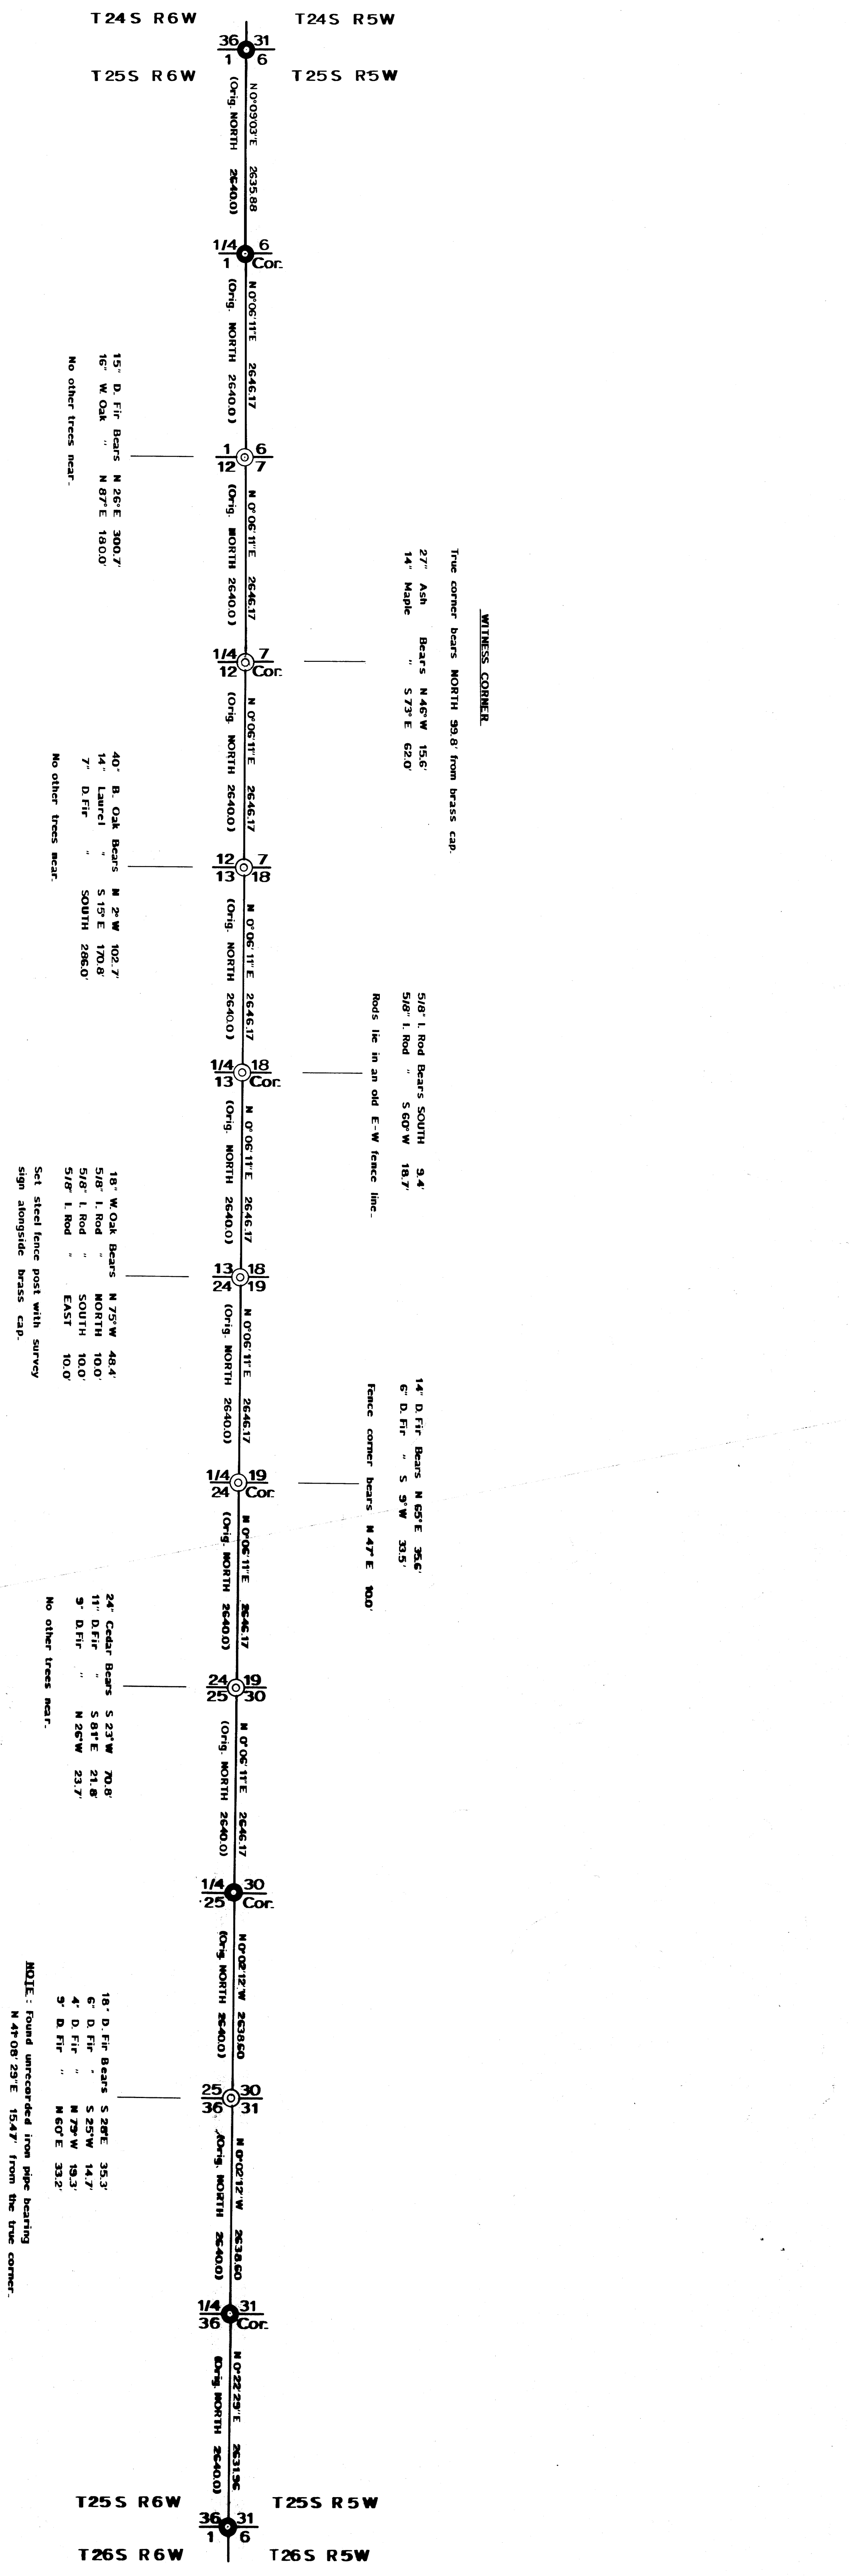 T24S R6W
T24S R5W
36 31
1 6
T25S R6W
T25S R5W
N 0°09'03"E 2635.88
(Orig. NORTH 2640.0)
1/4 6
1 Cor.
N 0°06'11"E 2646.17
(Orig. NORTH 2640.0)
15" D. Fir Bears N 26°E 300.7'
16" W. Oak " N 87°E 180.0'
No other trees near.
1 6
12 7
N 0°06'11"E 2646.17
(Orig. NORTH 2640.0)
WITNESS CORNER
True corner bears NORTH 99.8' from brass cap.
27" Ash Bears N 46°W 15.6'
14" Maple " S 73°E 62.0'
1/4 7
12 Cor.
N 0°06'11"E 2646.17
(Orig. NORTH 2640.0)
40" B. Oak Bears N 2°W 102.7'
14" Laurel " S 15°E 170.8'
7" D.Fir " SOUTH 286.0'
No other trees near.
12 7
13 18
N 0°06'11"E 2646.17
(Orig. NORTH 2640.0)
5/8" I. Rod Bears SOUTH 9.4'
5/8" I. Rod " S 60°W 18.7'
Rods lie in an old E-W fence line.
1/4 18
13 Cor.
N 0°06'11"E 2646.17
(Orig. NORTH 2640.0)
18" W. Oak Bears N 75°W 48.4'
5/8" I. Rod " NORTH 10.0'
5/8" I. Rod " SOUTH 10.0'
5/8" I. Rod " EAST 10.0'
Set steel fence post with survey
sign alongside brass cap.
13 18
24 19
N 0°06'11"E 2646.17
(Orig. NORTH 2640.0)
14" D. Fir Bears N 65°E 35.6'
6" D. Fir " S 9°W 33.5'
Fence corner bears N 47°E 10.0'
1/4 19
24 Cor.
N 0°06'11"E 2646.17
(Orig. NORTH 2640.0)
24" Cedar Bears S 23°W 70.8'
11" D.Fir " S 81°E 21.8'
9" D.Fir " N 26°W 23.7'
No other trees near.
24 19
25 30
N 0°06'11"E 2646.17
(Orig. NORTH 2640.0)
1/4 30
25 Cor.
N 0°02'12"W 2638.60
(Orig. NORTH 2640.0)
18" D. Fir Bears S 28°E 35.3'
6" D. Fir " S 25°W 14.7'
4" D. Fir " N 79°W 19.3'
9" D. Fir " N 60°E 33.2'
NOTE: Found unrecorded iron pipe bearing
N 41°08'29"E 15.47' from the true corner.
25 30
36 31
N 0°02'12"W 2638.60
(Orig. NORTH 2640.0)
1/4 31
36 Cor.
N 0°22'29"E 2631.96
(Orig. NORTH 2640.0)
T25S R6W
T25S R5W
36 31
1 6
T26S R6W
T26S R5W